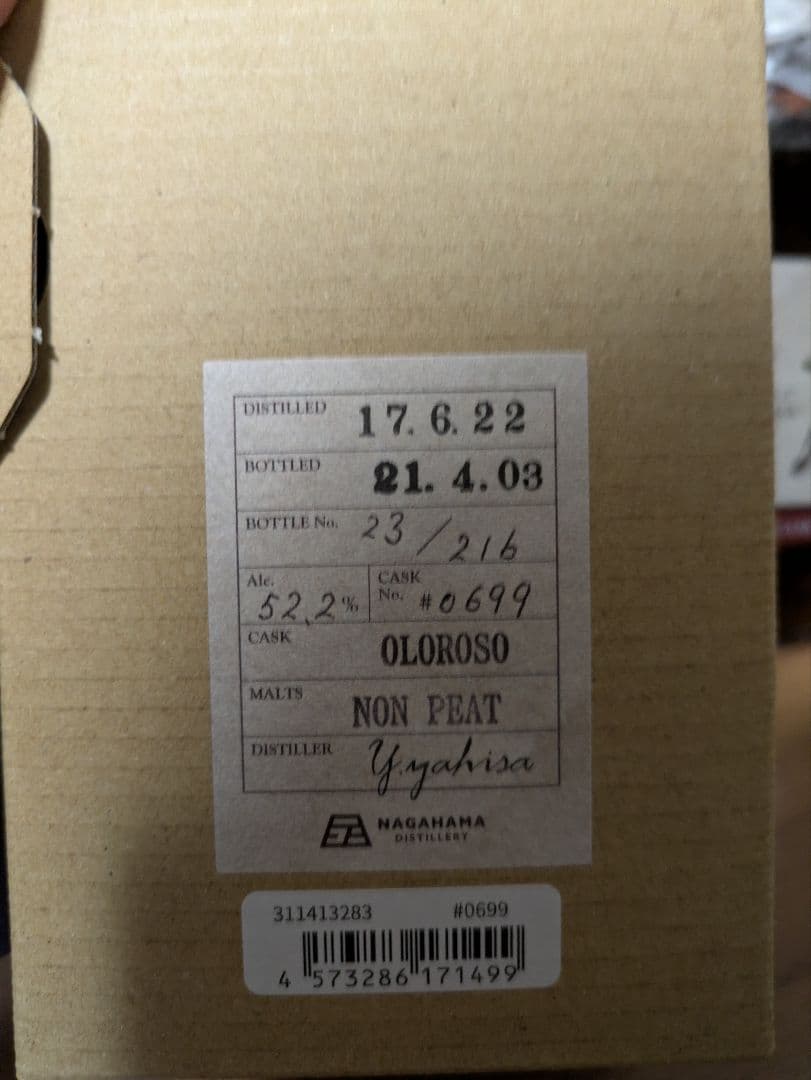 DISTILLED 17. 6. 22
BOTTLED 21. 4. 03
BOTTLE No. 23/216
Alc. 52.2% CASK No. #0699
CASK OLOROSO
MALTS NON PEAT
DISTILLER Y.yahisa
NAGAHAMA
DISTILLERY
311413283 #0699
4 573286 171499